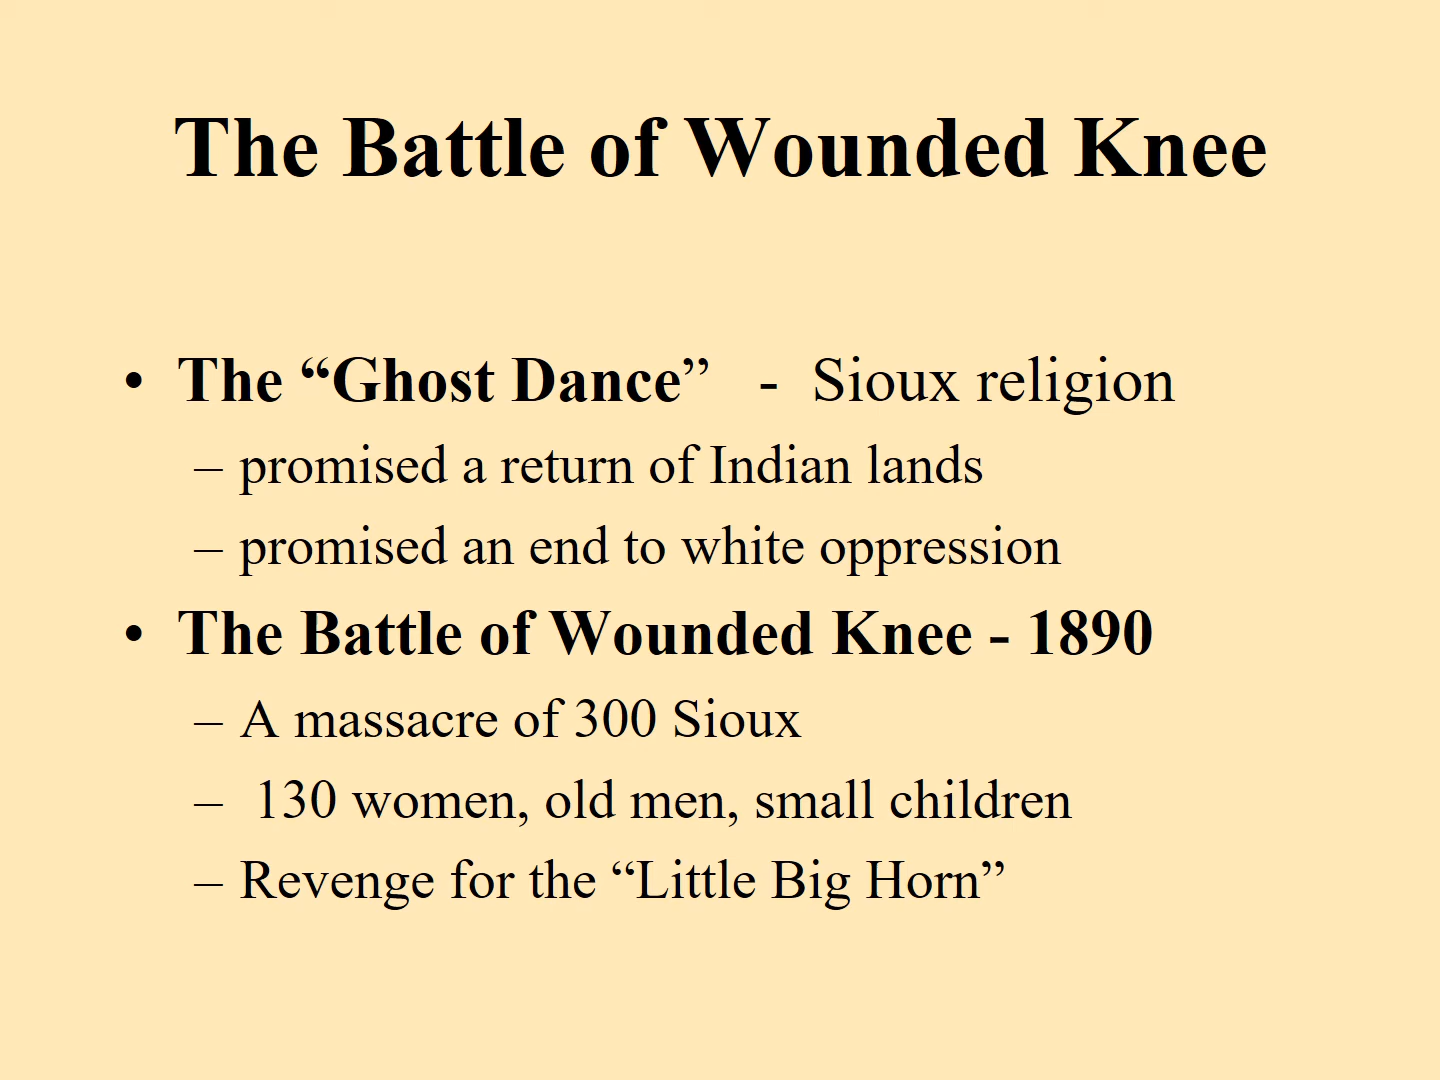 The Battle of Wounded Knee
• The “Ghost Dance” - Sioux religion
– promised a return of Indian lands
– promised an end to white oppression
• The Battle of Wounded Knee - 1890
– A massacre of 300 Sioux
– 130 women, old men, small children
– Revenge for the “Little Big Horn”